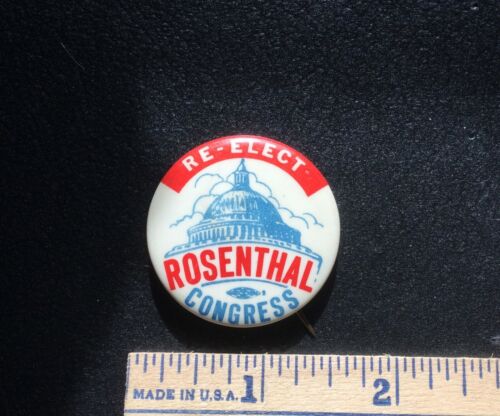 RE-ELECT
ROSENTHAL
CONGRESS
MADE IN U.S.A. 1 2